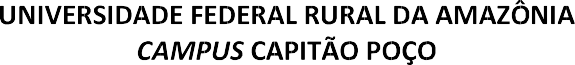 UNIVERSIDADE FEDERAL RURAL DA AMAZÔNIA
CAMPUS CAPITÃO POÇO